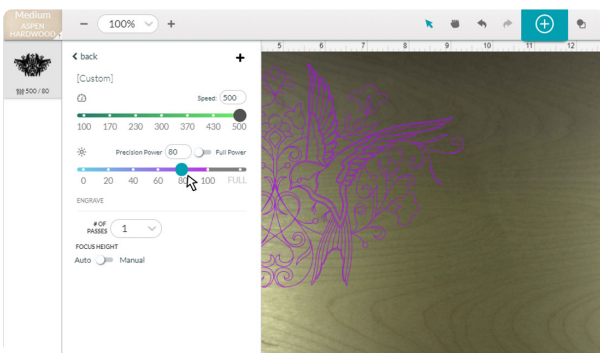 Medium
ASPEN
HARDWOOD
100%
5 6 7 8 9 10 11 12
back
[Custom]
Speed: 500
100 170 230 300 370 430 500
Precision Power 80 Full Power
0 20 40 60 80 100 FULL
ENGRAVE
# OF
PASSES 1
FOCUS HEIGHT
Auto Manual
500 / 80